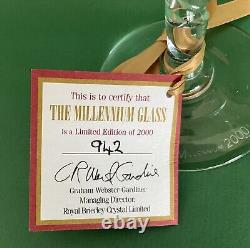 This is to certify that
THE MILLENNIUM GLASS
is a Limited Edition of 2000
942
Graham Webster-Gardiner
Managing Director:
Royal Brierley Crystal Limited
2000